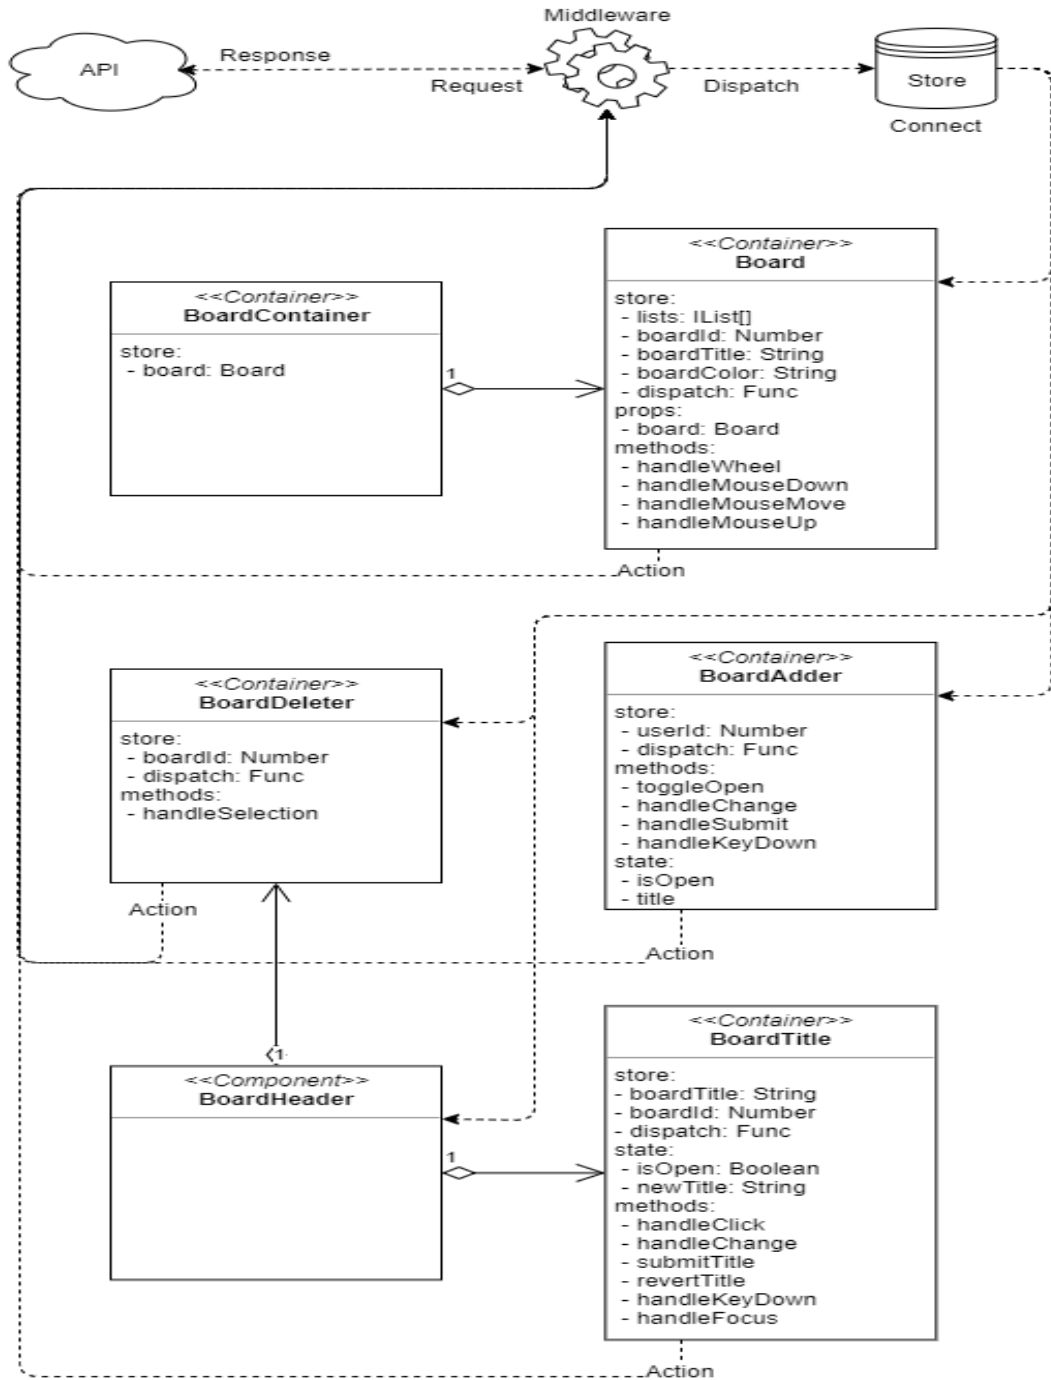 Middleware
API
Response
Request
Dispatch
Store
Connect
<<Container>>
Board
store:
- lists: IList[]
- boardId: Number
- boardTitle: String
- boardColor: String
- dispatch: Func
props:
- board: Board
methods:
- handleWheel
- handleMouseDown
- handleMouseMove
- handleMouseUp
<<Container>>
BoardContainer
store:
- board: Board
1
Action
<<Container>>
BoardDeleter
store:
- boardId: Number
- dispatch: Func
methods:
- handleSelection
Action
<<Container>>
BoardAdder
store:
- userId: Number
- dispatch: Func
methods:
- toggleOpen
- handleChange
- handleSubmit
- handleKeyDown
state:
- isOpen
- title
Action
1
<<Component>>
BoardHeader
1
<<Container>>
BoardTitle
store:
- boardTitle: String
- boardId: Number
- dispatch: Func
state:
- isOpen: Boolean
- newTitle: String
methods:
- handleClick
- handleChange
- submitTitle
- revertTitle
- handleKeyDown
- handleFocus
Action